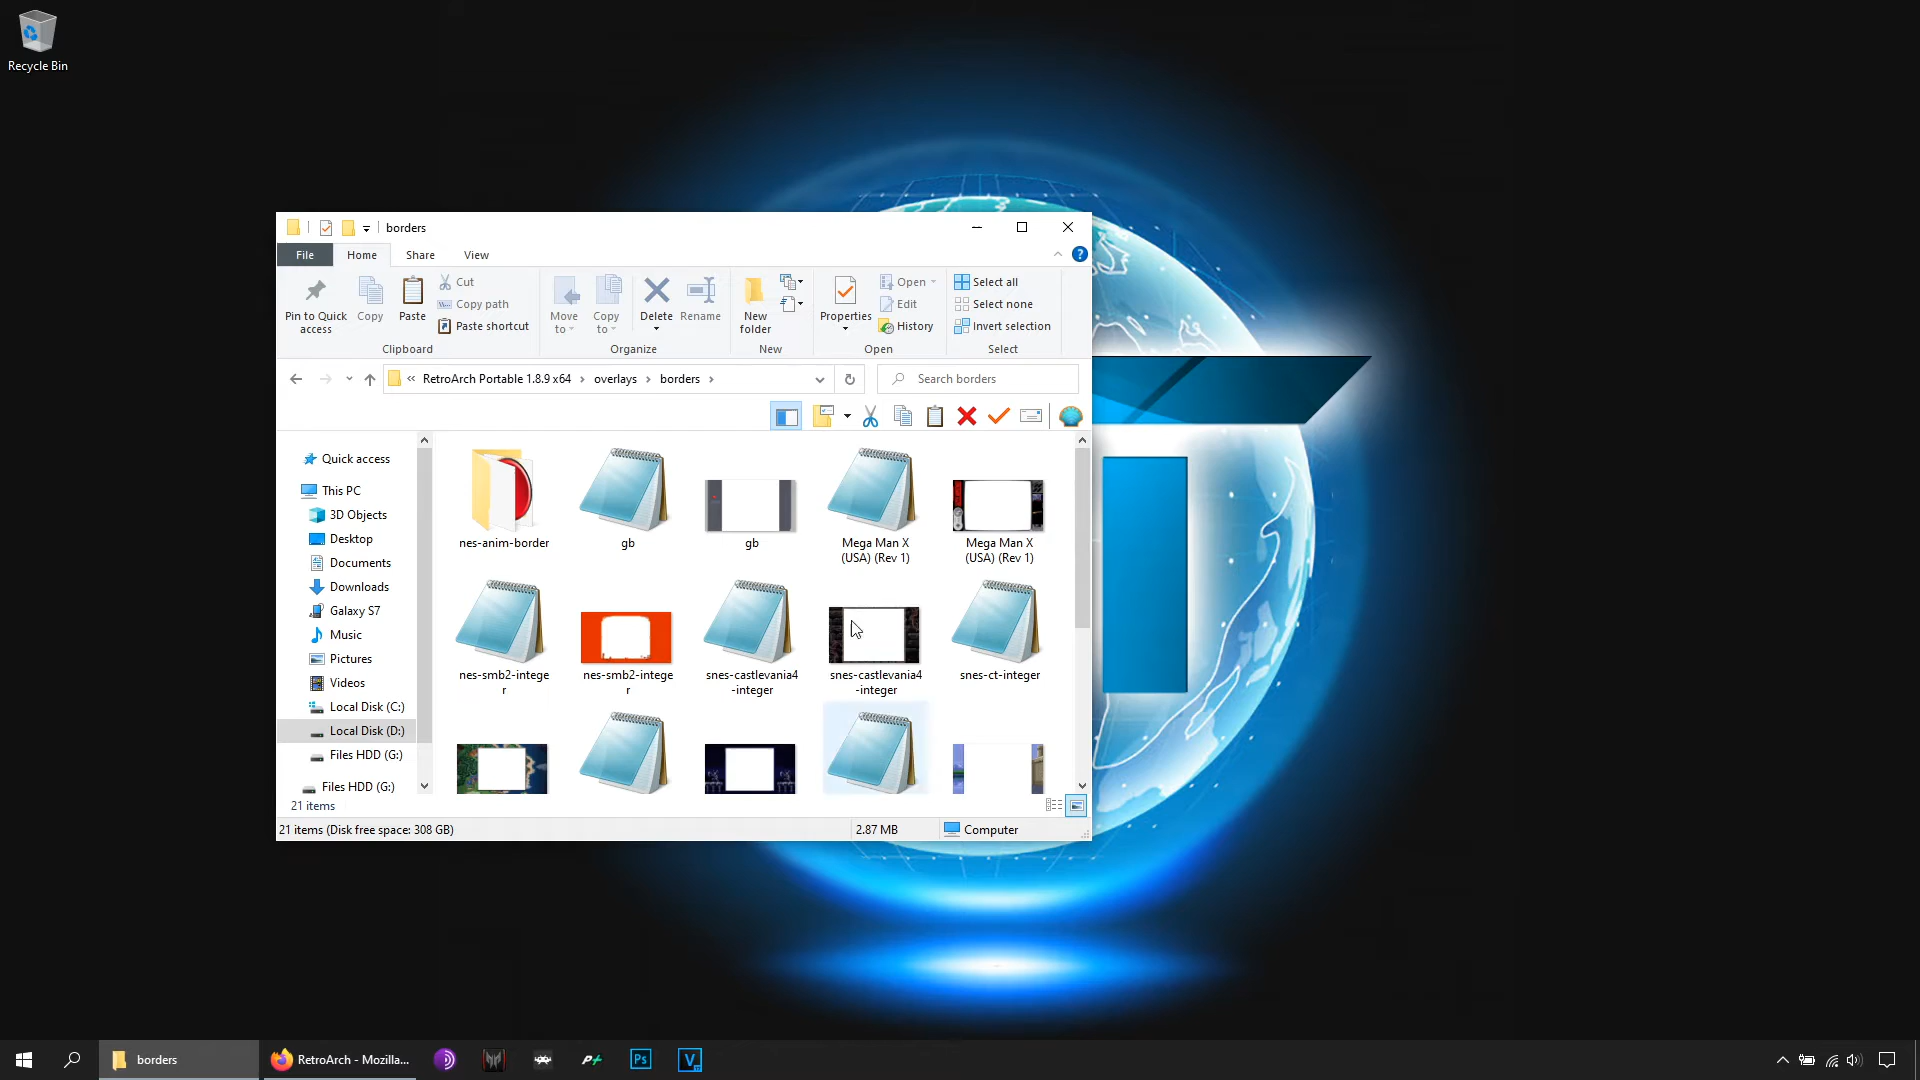 Recycle Bin
borders
File
Home
Share
View
Pin to Quick
access
Copy
Paste
Cut
Copy path
Paste shortcut
Clipboard
Move
to
Copy
to
Delete
Rename
Organize
New
folder
New
Properties
Open
Edit
History
Open
Select all
Select none
Invert selection
Select
« RetroArch Portable 1.8.9 x64 › overlays › borders ›
Search borders
Quick access
This PC
3D Objects
Desktop
Documents
Downloads
Galaxy S7
Music
Pictures
Videos
Local Disk (C:)
Local Disk (D:)
Files HDD (G:)
Files HDD (G:)
nes-anim-border
gb
gb
Mega Man X
(USA) (Rev 1)
Mega Man X
(USA) (Rev 1)
nes-smb2-intege
r
nes-smb2-intege
r
snes-castlevania4
-integer
snes-castlevania4
-integer
snes-ct-integer
21 items
21 items (Disk free space: 308 GB)
2.87 MB
Computer
borders
RetroArch - Mozilla...
Ps
V